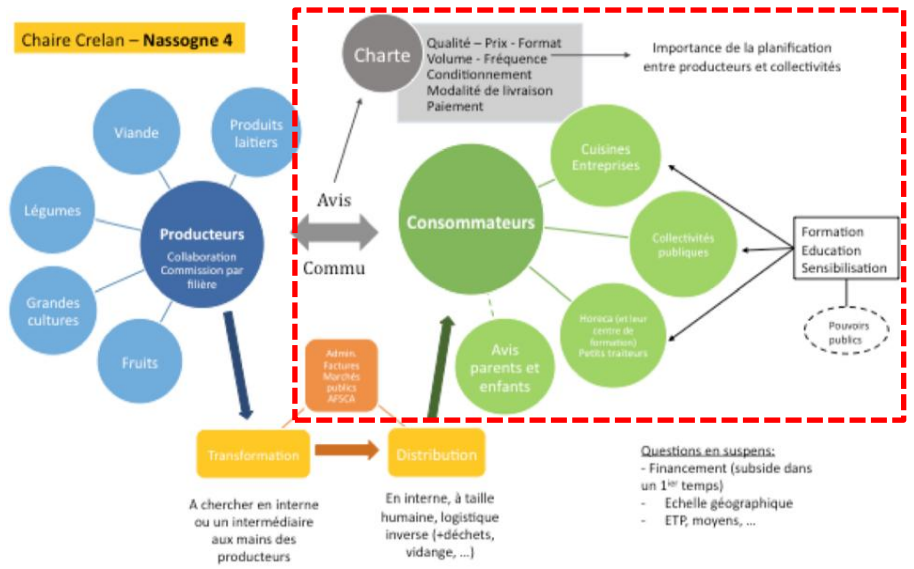 Chaire Crelan – Nassogne 4
Charte
Qualité – Prix - Format
Volume - Fréquence
Conditionnement
Modalité de livraison
Paiement
Importance de la planification
entre producteurs et collectivités
Viande
Produits
laitiers
Légumes
Producteurs
Collaboration
Commission par
filière
Grandes
cultures
Fruits
Avis
Commu
Consommateurs
Cuisines
Entreprises
Collectivités
publiques
Horeca (et leur
centre de
formation)
Petits traiteurs
Avis
parents et
enfants
Formation
Education
Sensibilisation
Pouvoirs
publics
Admin.
Factures
Marchés
publics
AFSCA
Transformation
Distribution
A chercher en interne
ou un intermédiaire
aux mains des
producteurs
En interne, à taille
humaine, logistique
inverse (+déchets,
vidange, ...)
Questions en suspens:
- Financement (subside dans
un 1ier temps)
- Echelle géographique
- ETP, moyens, ...